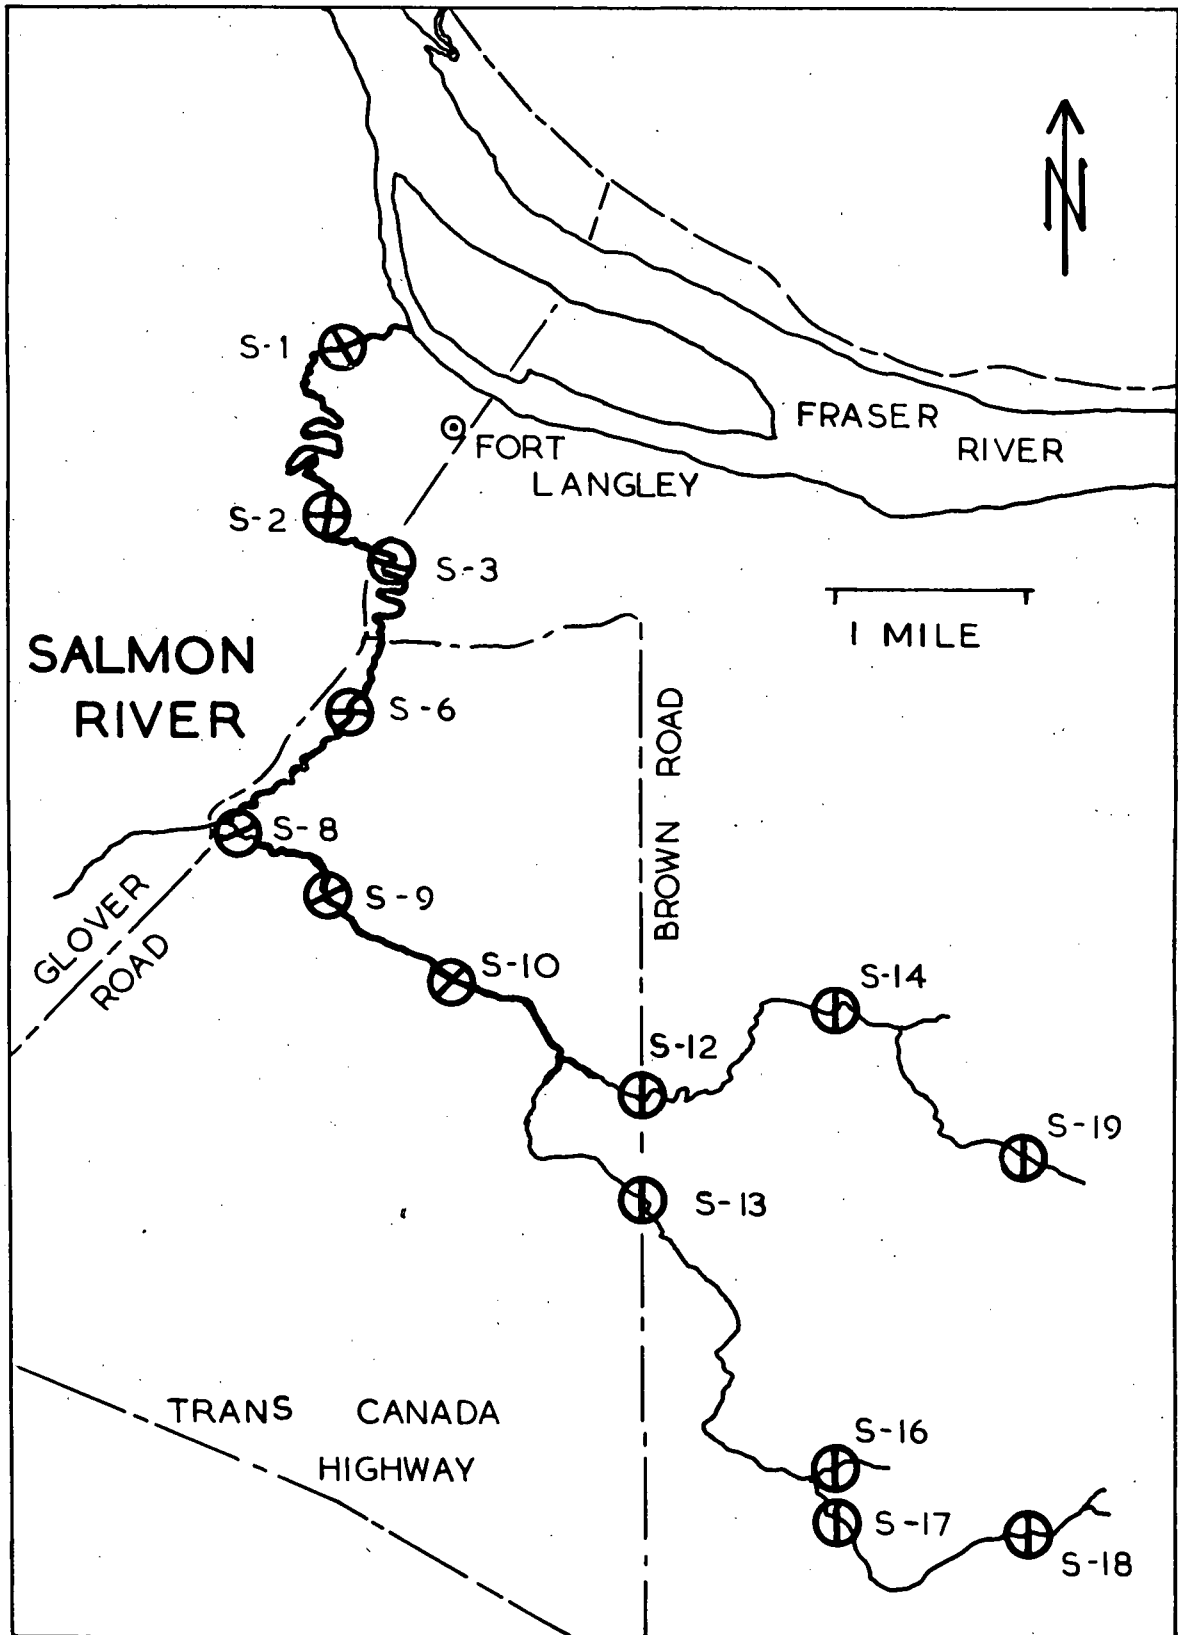 N
S-1
FRASER
RIVER
FORT
LANGLEY
S-2
S-3
1 MILE
SALMON
RIVER
S-6
BROWN ROAD
S-8
S-9
GLOVER
ROAD
S-10
S-14
S-12
S-19
S-13
TRANS CANADA
HIGHWAY
S-16
S-17
S-18